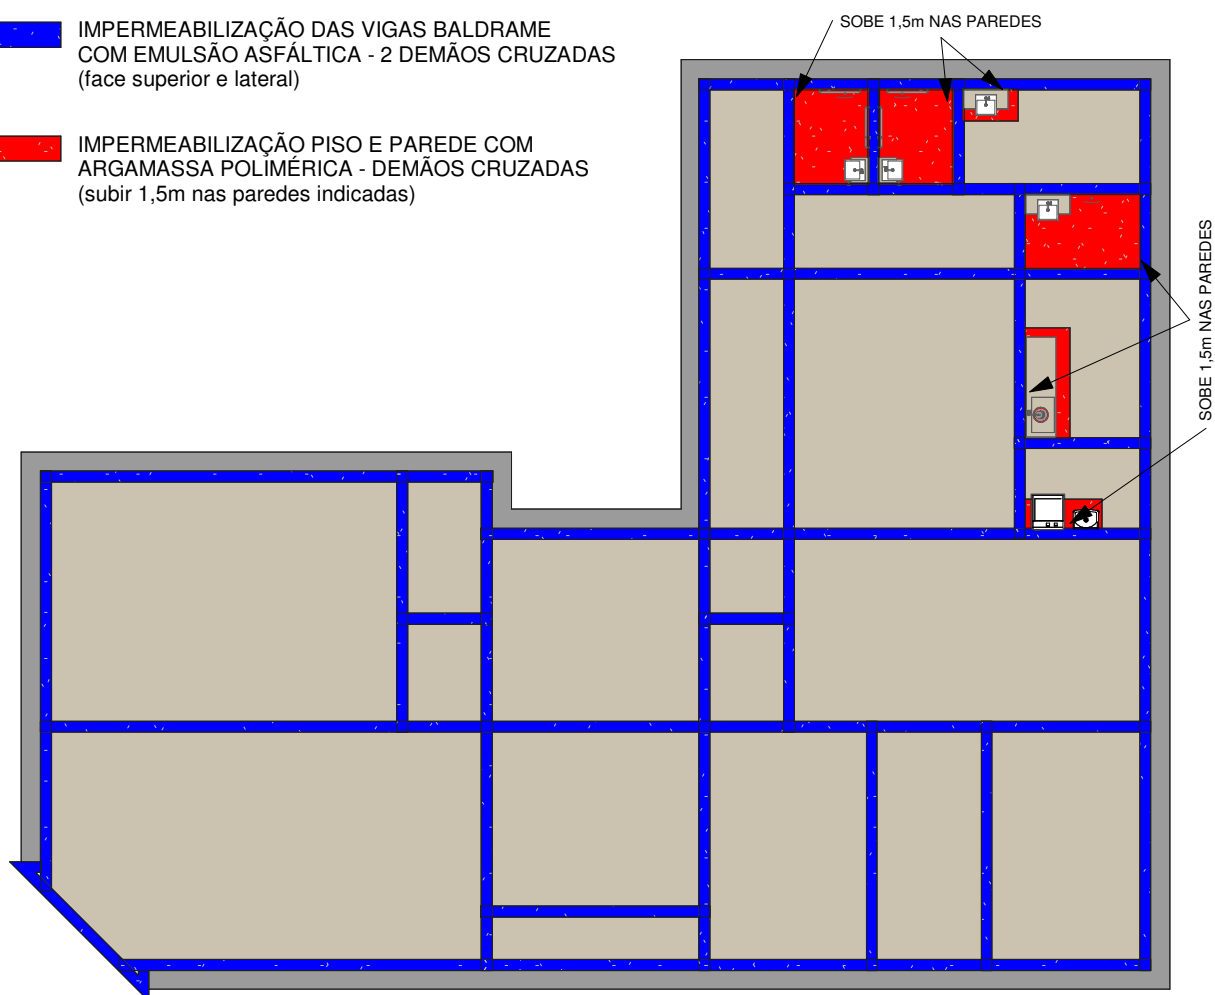 IMPERMEABILIZAÇÃO DAS VIGAS BALDRAME
COM EMULSÃO ASFÁLTICA - 2 DEMÃOS CRUZADAS
(face superior e lateral)
IMPERMEABILIZAÇÃO PISO E PAREDE COM
ARGAMASSA POLIMÉRICA - DEMÃOS CRUZADAS
(subir 1,5m nas paredes indicadas)
SOBE 1,5m NAS PAREDES
SOBE 1,5m NAS PAREDES